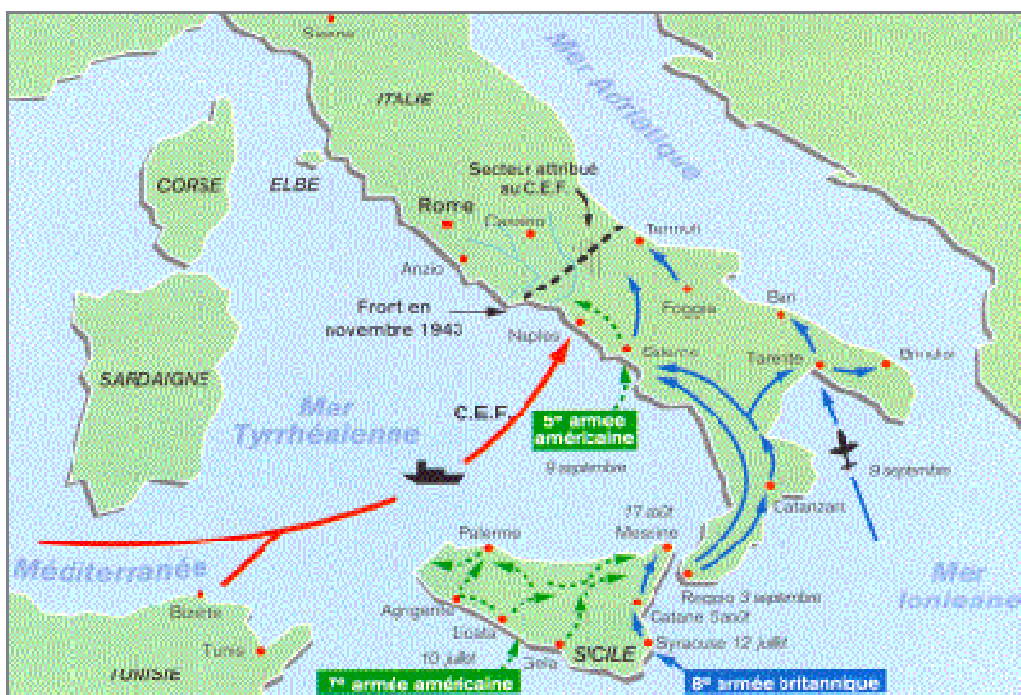 Sienne
Mer Adriatique
ITALIE
CORSE
ELBE
Secteur attribué
au C.E.F.
Rome
Cassino
Termoli
Anzio
Front en
novembre 1943
Foggia
Bari
Naples
Salerne
Tarente
Brindisi
SARDAIGNE
Mer
Tyrrhénienne
C.E.F.
5e armée
américaine
9 septembre
9 septembre
Catanzaro
17 août
Messine
Palerme
Méditerranée
Reggio 3 septembre
Mer
Ionienne
Bizerte
Agrigente
Licata
Catane 5 août
Tunis
10 juillet
Gela
SICILE
Syracuse 12 juillet
TUNISIE
7e armée américaine
8e armée britannique